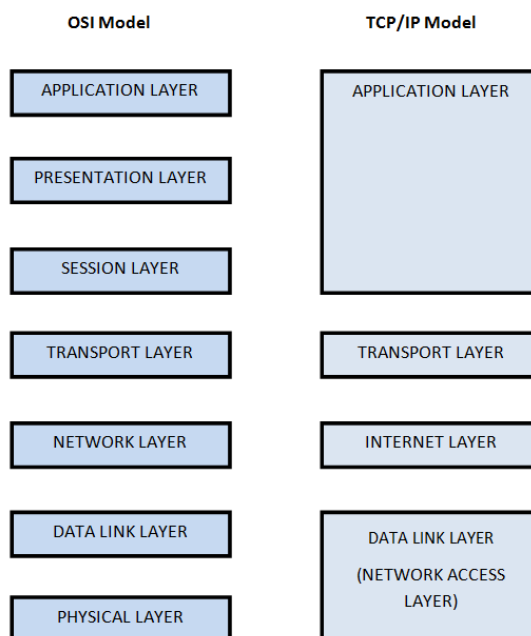 OSI Model
TCP/IP Model
APPLICATION LAYER
PRESENTATION LAYER
SESSION LAYER
TRANSPORT LAYER
NETWORK LAYER
DATA LINK LAYER
PHYSICAL LAYER
APPLICATION LAYER
TRANSPORT LAYER
INTERNET LAYER
DATA LINK LAYER
(NETWORK ACCESS
LAYER)